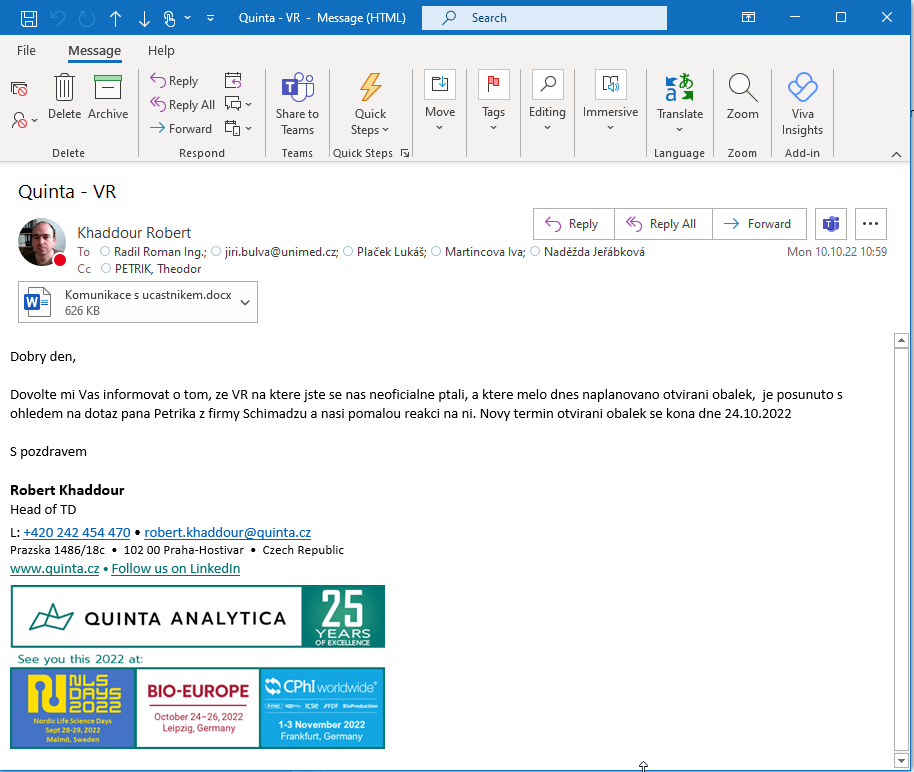 Quinta - VR - Message (HTML)
Search
File Message Help
Delete
Archive
Reply
Reply All
Forward
Share to Teams
Quick Steps
Move
Tags
Editing
Immersive
Translate
Zoom
Viva Insights
Delete
Respond
Teams
Quick Steps
Language
Zoom
Add-in
Quinta - VR
Khaddour Robert
Reply
Reply All
Forward
To Radil Roman Ing.; jiri.bulva@unimed.cz; Plaček Lukáš; Martincova Iva; Naděžda Jeřábková
Mon 10.10.22 10:59
Cc PETRIK, Theodor
Komunikace s ucastnikem.docx
626 KB
Dobry den,
Dovolte mi Vas informovat o tom, ze VR na ktere jste se nas neoficialne ptali, a ktere melo dnes naplanovano otvirani obalek, je posunuto s
ohledem na dotaz pana Petrika z firmy Schimadzu a nasi pomalou reakci na ni. Novy termin otvirani obalek se kona dne 24.10.2022
S pozdravem
Robert Khaddour
Head of TD
L: +420 242 454 470 • robert.khaddour@quinta.cz
Prazska 1486/18c • 102 00 Praha-Hostivar • Czech Republic
www.quinta.cz • Follow us on LinkedIn
QUINTA ANALYTICA
25
YEARS
OF EXCELLENCE
See you this 2022 at:
NLS
DAYS
2022
Nordic Life Science Days
Sept 28-29, 2022
Malmö, Sweden
BIO-EUROPE
October 24–26, 2022
Leipzig, Germany
CPhI worldwide
ICSE
FDF
BioProduction
1-3 November 2022
Frankfurt, Germany